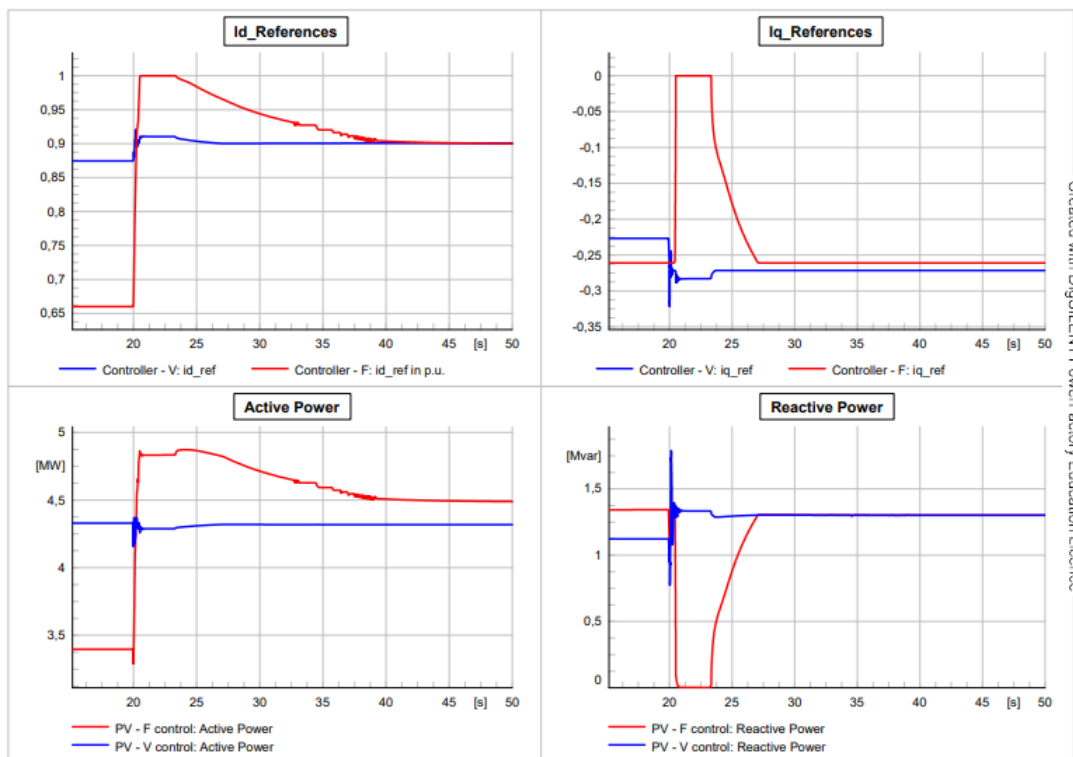 Id_References
1
0,95
0,9
0,85
0,8
0,75
0,7
0,65
20 25 30 35 40 45 [s] 50
Controller - V: id_ref Controller - F: id_ref in p.u.
Iq_References
0
-0,05
-0,1
-0,15
-0,2
-0,25
-0,3
-0,35
20 25 30 35 40 45 [s] 50
Controller - V: iq_ref Controller - F: iq_ref
Active Power
5
[MW]
4,5
4
3,5
20 25 30 35 40 45 [s] 50
PV - F control: Active Power
PV - V control: Active Power
Reactive Power
[Mvar]
1,5
1
0,5
0
20 25 30 35 40 45 [s] 50
PV - F control: Reactive Power
PV - V control: Reactive Power